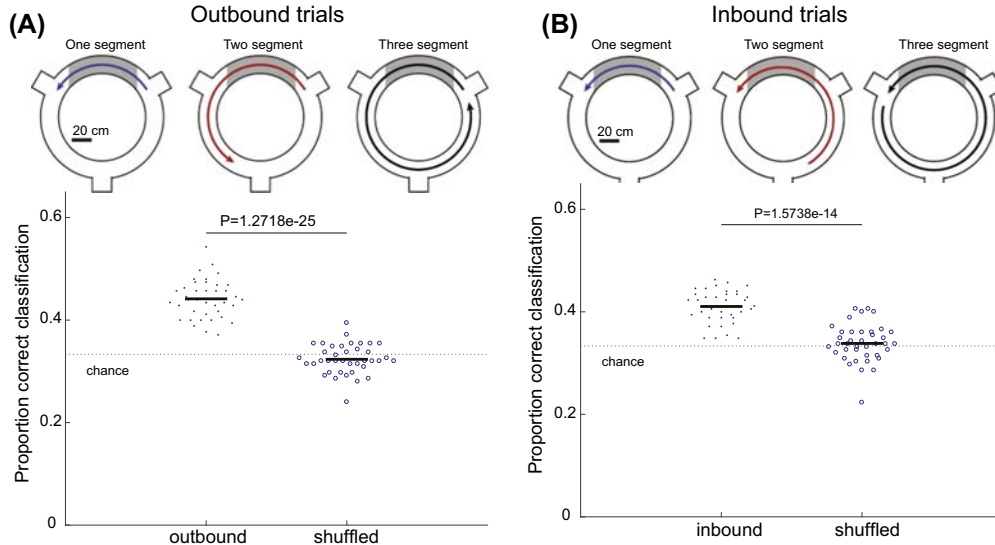 (A)
Outbound trials
One segment
Two segment
Three segment
20 cm
0.6
0.4
0.2
0
Proportion correct classification
P=1.2718e-25
chance
outbound
shuffled
(B)
Inbound trials
One segment
Two segment
Three segment
20 cm
0.6
0.4
0.2
0
Proportion correct classification
P=1.5738e-14
chance
inbound
shuffled